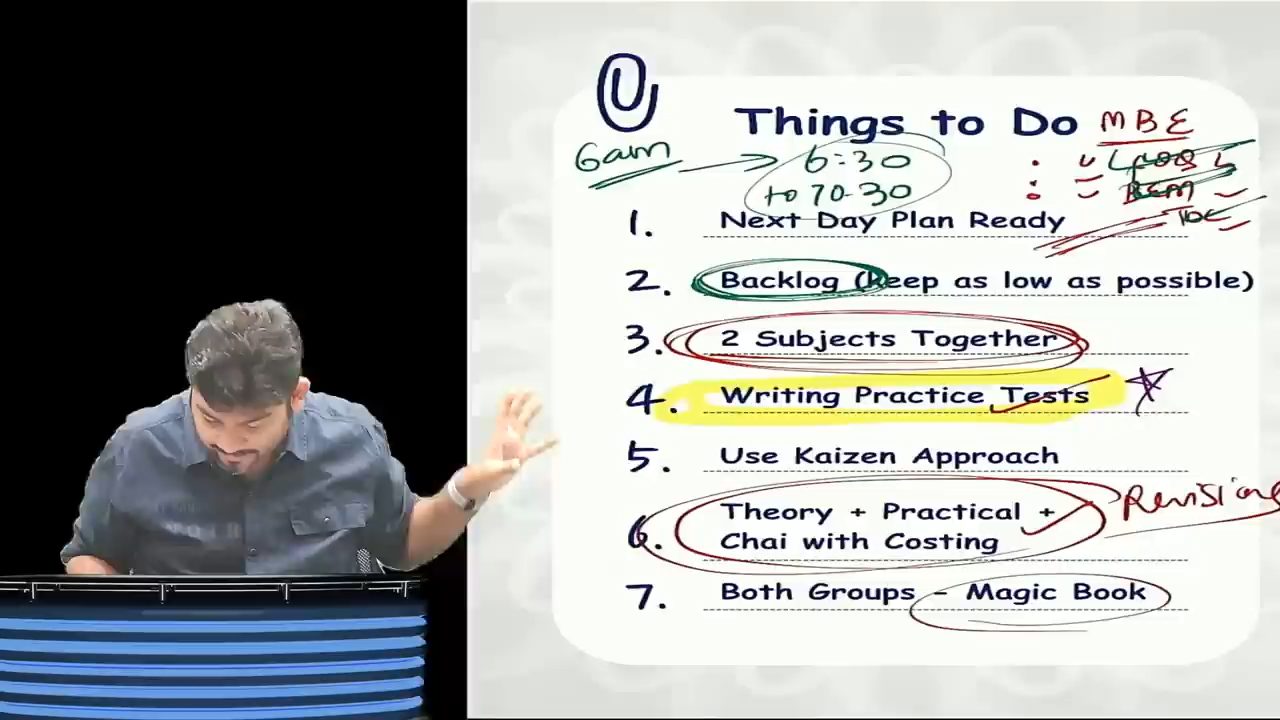 Things to Do MBE
6am 6:30
to 70-30
1. Next Day Plan Ready
2. Backlog (keep as low as possible)
3. 2 Subjects Together
4. Writing Practice Tests
5. Use Kaizen Approach
6. Theory + Practical +
Chai with Costing
Revising
7. Both Groups - Magic Book